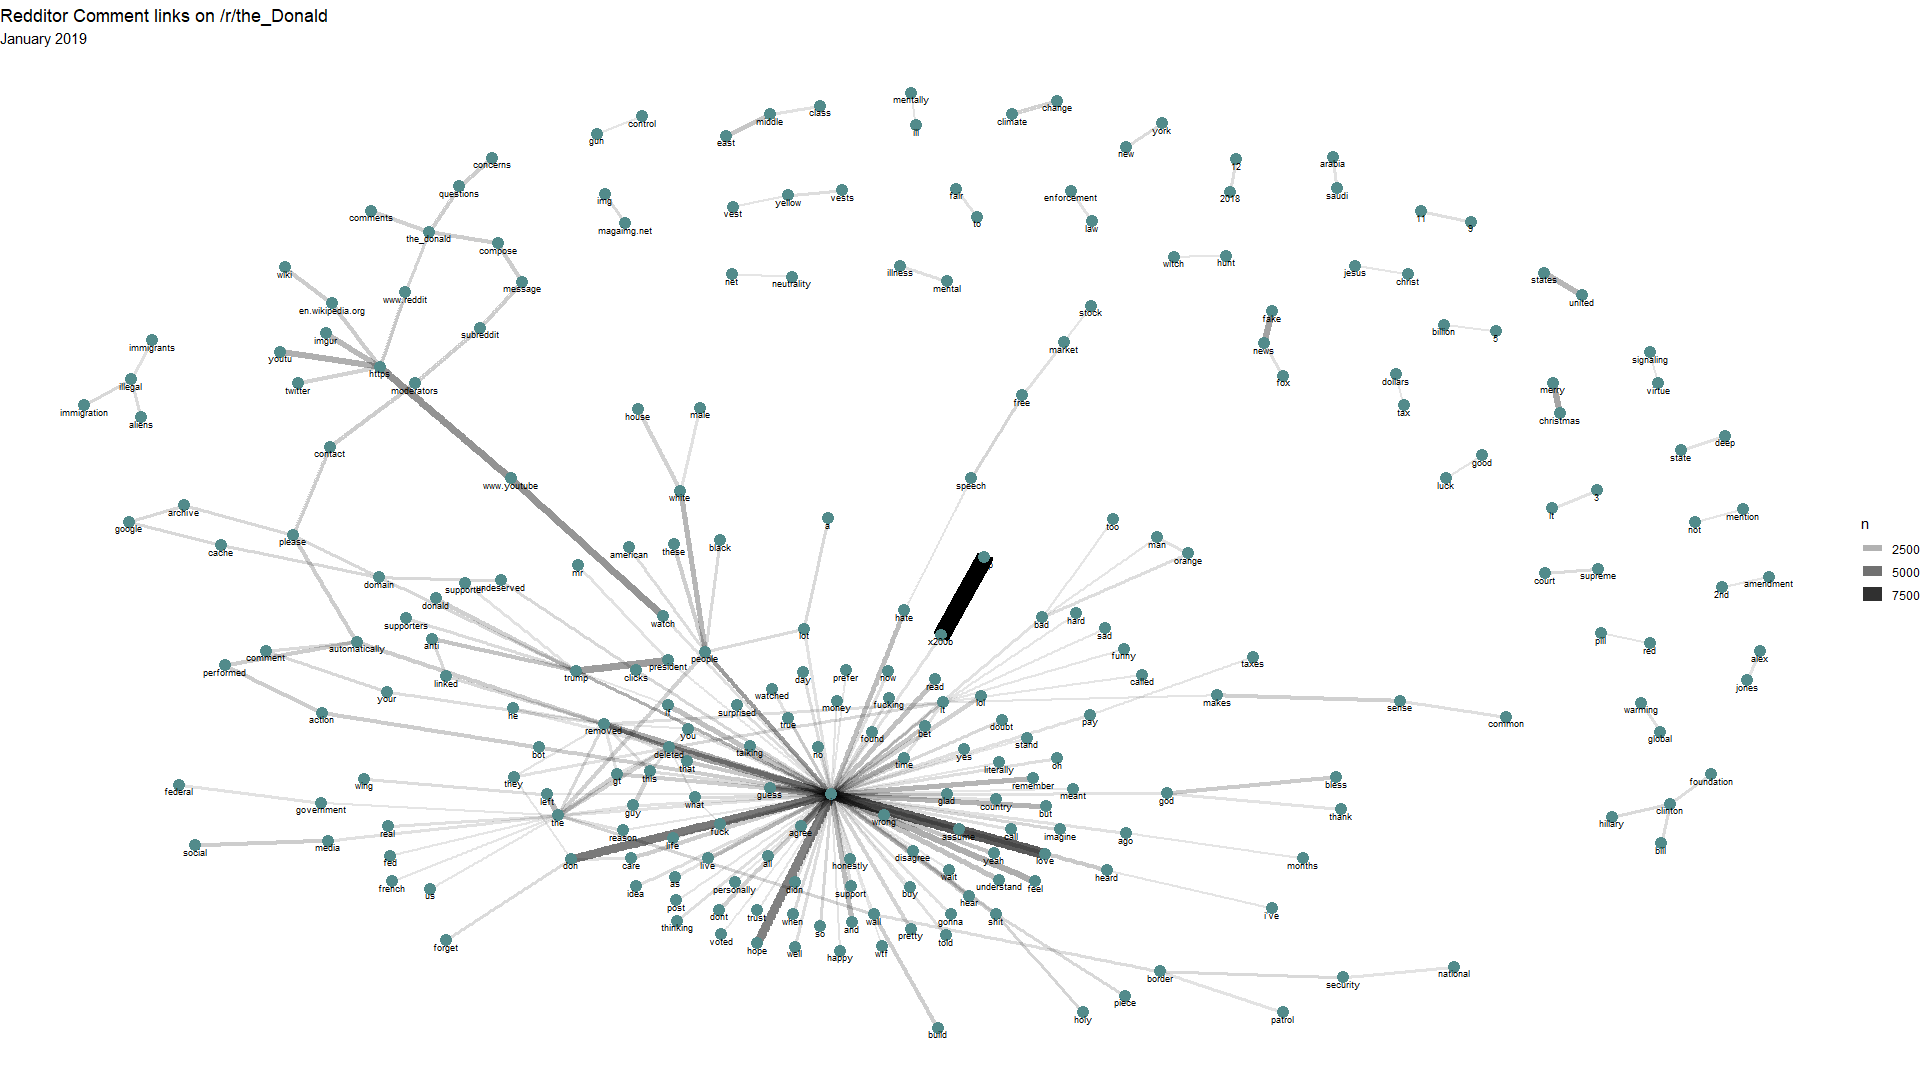 Redditor Comment links on /r/the_Donald
January 2019
mentally
class
change
middle
climate
control
york
ill
gun
east
new
concerns
arabia
12
questions
enforcement
fair
saudi
vests
2018
img
yellow
vest
comments
11
to
law
9
magaimg.net
the_donald
compose
witch
hunt
illness
jesus
wiki
states
christ
net
neutrality
message
mental
www.reddit
united
en.wikipedia.org
stock
fake
billion
subreddit
5
imgur
immigrants
market
news
youtu
signaling
https
fox
dollars
illegal
twitter
moderators
merry
virtue
free
immigration
tax
house
male
christmas
aliens
deep
contact
state
good
speech
luck
www.youtube
white
3
archive
it
mention
google
a
too
not
please
man
these
black
cache
american
orange
mr
court
supreme
domain
supporter
undeserved
amendment
2nd
donald
hate
watch
bad
hard
supporters
lot
sad
pill
x200b
anti
red
automatically
funny
comment
people
alex
president
taxes
performed
trump
clicks
day
prefer
now
called
linked
read
jones
watched
your
makes
it
lol
sense
fucking
money
warming
he
if
surprised
action
pay
common
true
doubt
removed
bet
you
found
global
stand
bot
deleted
talking
no
yes
time
oh
that
literally
gt
this
they
remember
bless
foundation
wing
federal
guess
meant
left
what
glad
god
country
clinton
government
guy
but
thank
the
wrong
hillary
real
fuck
agree
reason
assume
call
imagine
ago
life
media
bill
social
disagree
fed
don
care
live
all
honestly
yeah
love
months
heard
wait
french
idea
as
personally
didn
support
buy
understand
feel
us
post
hear
dont
trust
when
wall
gonna
shit
i've
thinking
so
and
voted
pretty
told
forget
hope
well
happy
wtf
national
border
security
piece
holy
patrol
build
n
2500
5000
7500